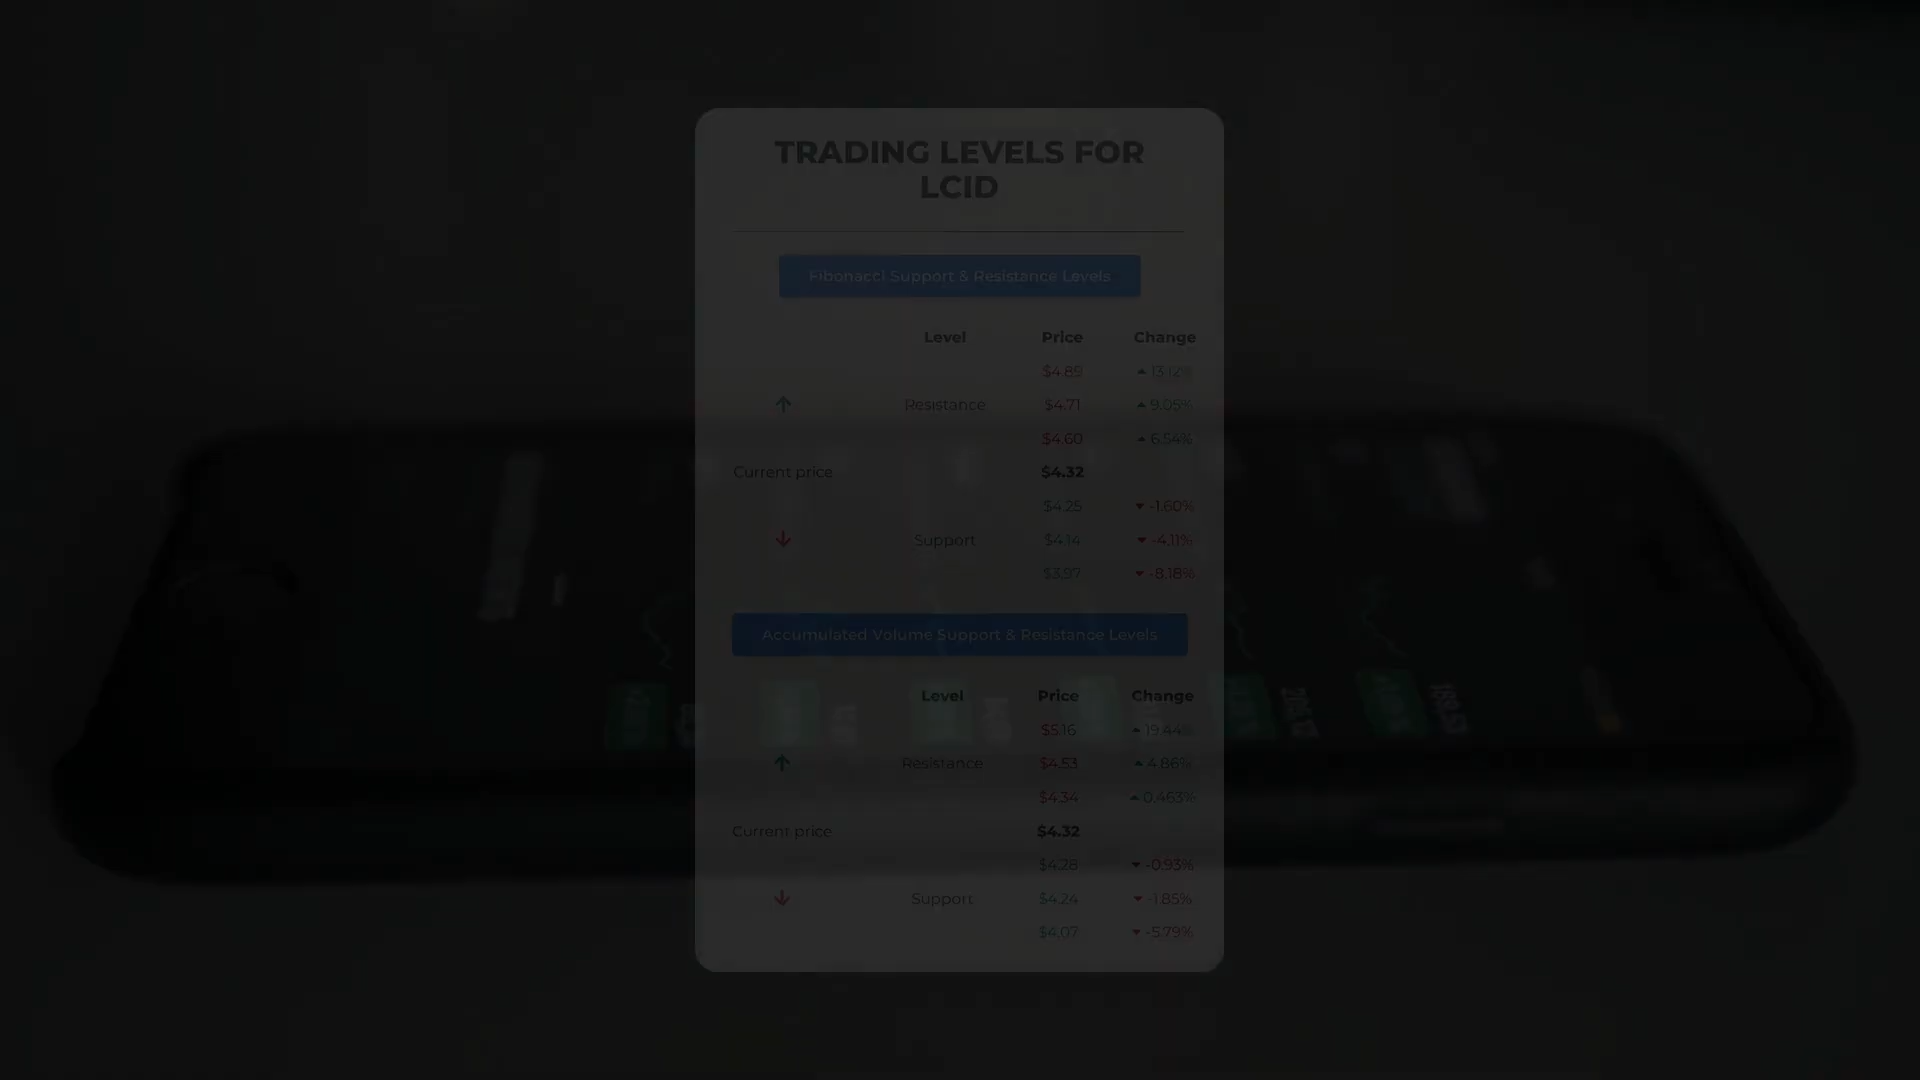 TRADING LEVELS FOR
LCID
Fibonacci Support & Resistance Levels
Level Price Change
$4.89 ▲ 13.12%
Resistance $4.71 ▲ 9.05%
$4.60 ▲ 6.54%
Current price $4.32
$4.25 ▼ -1.60%
Support $4.14 ▼ -4.11%
$3.97 ▼ -8.18%
Accumulated Volume Support & Resistance Levels
Level Price Change
$5.16 ▲ 19.44%
Resistance $4.53 ▲ 4.86%
$4.34 ▲ 0.463%
Current price $4.32
$4.28 ▼ -0.93%
Support $4.24 ▼ -1.85%
$4.07 ▼ -5.79%